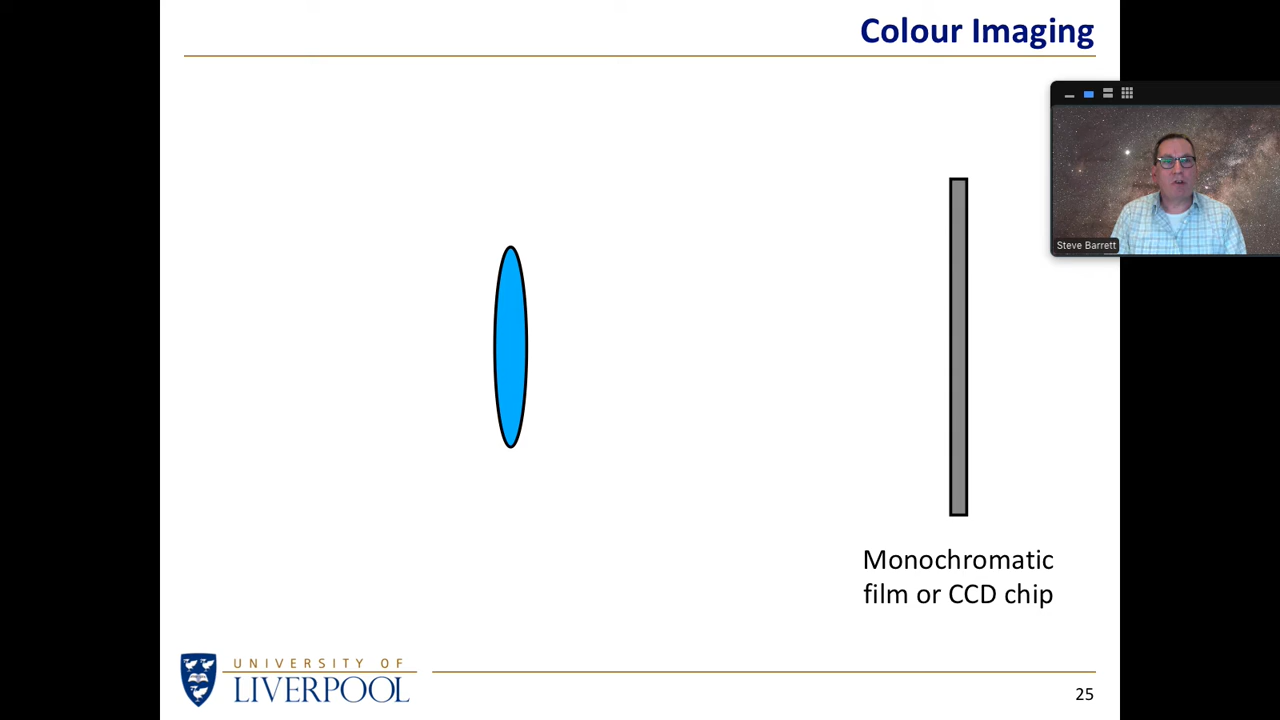 Colour Imaging
Steve Barrett
Monochromatic
film or CCD chip
UNIVERSITY OF
LIVERPOOL
25